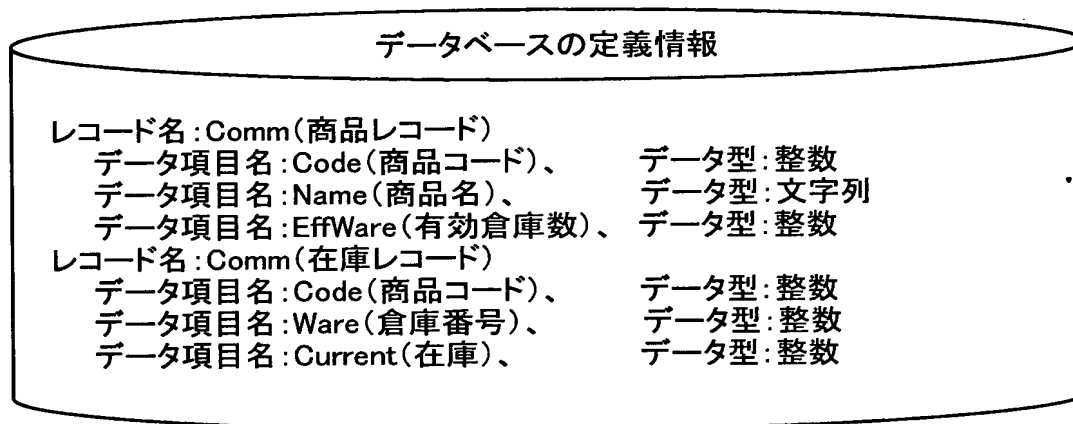 データベースの定義情報
レコード名:Comm(商品レコード)
データ項目名:Code(商品コード)、 データ型:整数
データ項目名:Name(商品名)、 データ型:文字列
データ項目名:EffWare(有効倉庫数)、 データ型:整数
レコード名:Comm(在庫レコード)
データ項目名:Code(商品コード)、 データ型:整数
データ項目名:Ware(倉庫番号)、 データ型:整数
データ項目名:Current(在庫)、 データ型:整数